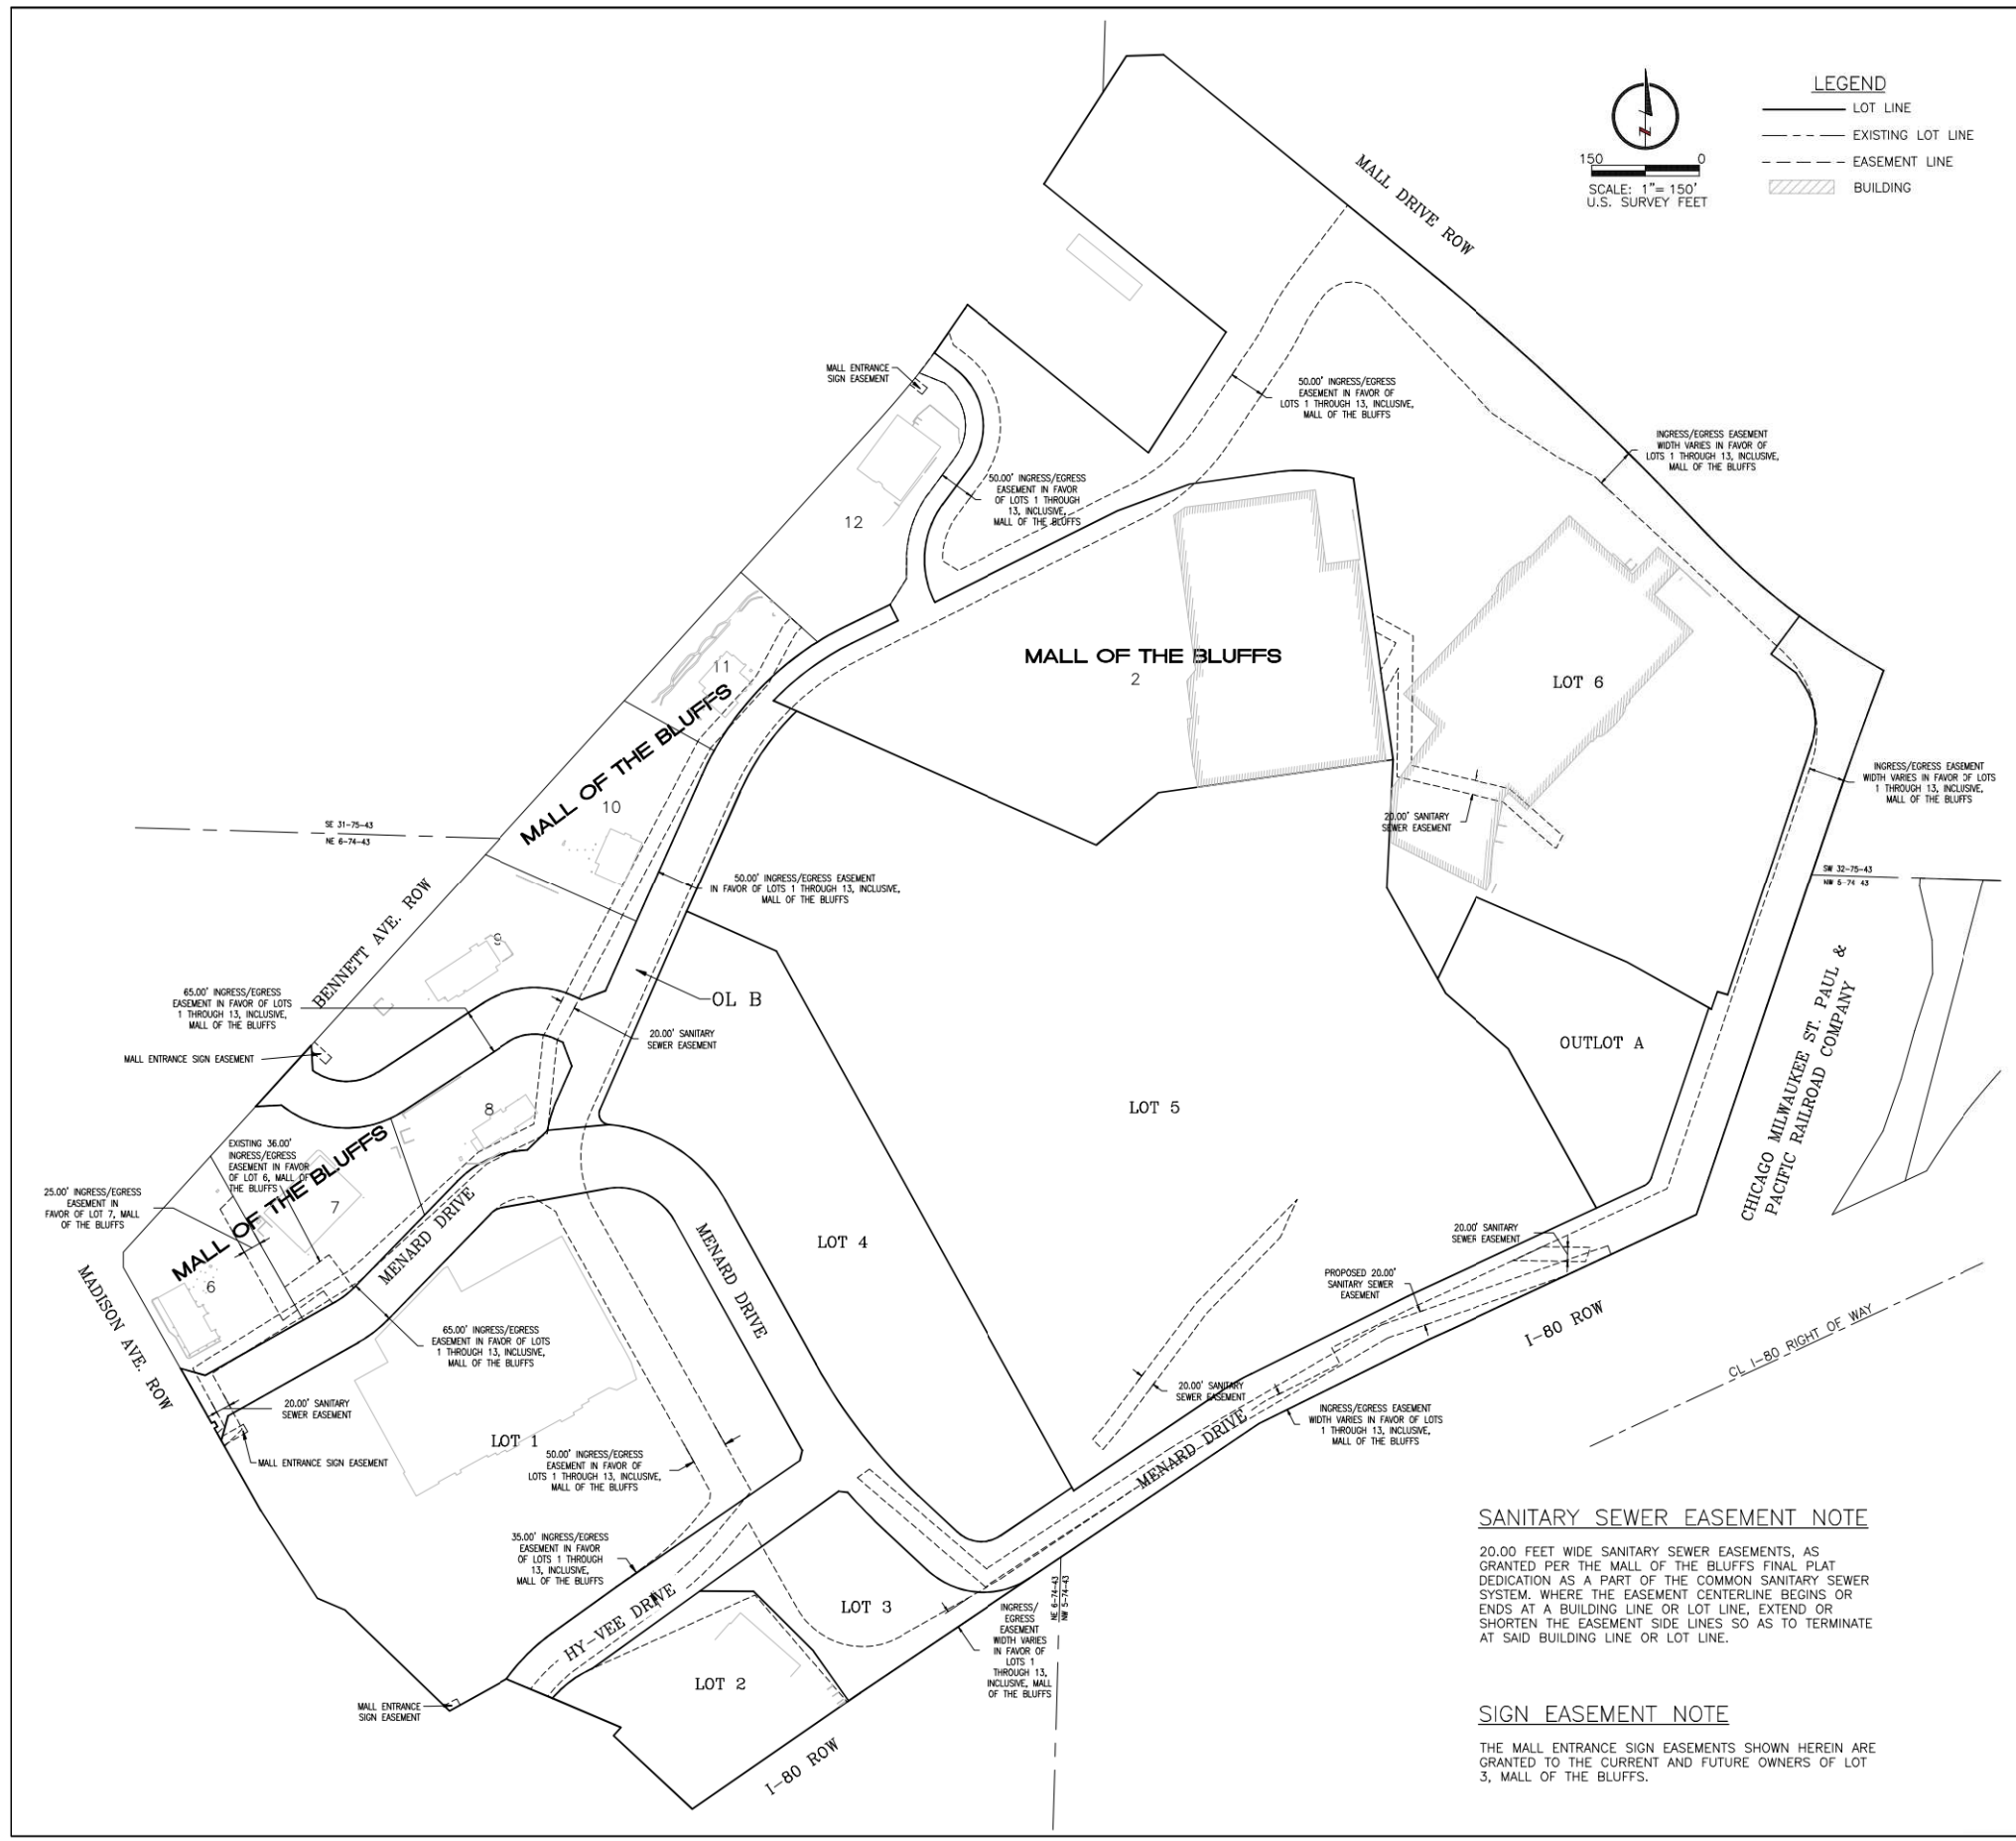 LEGEND
LOT LINE
EXISTING LOT LINE
EASEMENT LINE
BUILDING
N
150 0
SCALE: 1"= 150'
U.S. SURVEY FEET
MALL DRIVE ROW
MALL ENTRANCE
SIGN EASEMENT
50.00' INGRESS/EGRESS
EASEMENT IN FAVOR OF
LOTS 1 THROUGH 13, INCLUSIVE,
MALL OF THE BLUFFS
INGRESS/EGRESS EASEMENT
WIDTH VARIES IN FAVOR OF
LOTS 1 THROUGH 13, INCLUSIVE,
MALL OF THE BLUFFS
50.00' INGRESS/EGRESS
EASEMENT IN FAVOR
OF LOTS 1 THROUGH
13, INCLUSIVE,
MALL OF THE BLUFFS
12
MALL OF THE BLUFFS
2
LOT 6
11
MALL OF THE BLUFFS
10
INGRESS/EGRESS EASEMENT
WIDTH VARIES IN FAVOR OF LOTS
1 THROUGH 13, INCLUSIVE,
MALL OF THE BLUFFS
20.00' SANITARY
SEWER EASEMENT
SE 31-75-43
NE 6-74-43
SW 32-75-43
NW 6-74 43
50.00' INGRESS/EGRESS EASEMENT
IN FAVOR OF LOTS 1 THROUGH 13, INCLUSIVE,
MALL OF THE BLUFFS
BENNETT AVE. ROW
9
65.00' INGRESS/EGRESS
EASEMENT IN FAVOR OF LOTS
1 THROUGH 13, INCLUSIVE,
MALL OF THE BLUFFS
OL B
20.00' SANITARY
SEWER EASEMENT
MALL ENTRANCE SIGN EASEMENT
OUTLOT A
CHICAGO MILWAUKEE ST. PAUL &
PACIFIC RAILROAD COMPANY
LOT 5
8
EXISTING 36.00'
INGRESS/EGRESS
EASEMENT IN FAVOR
OF LOT 6, MALL OF
THE BLUFFS
25.00' INGRESS/EGRESS
EASEMENT IN
FAVOR OF LOT 7, MALL
OF THE BLUFFS
MALL OF THE BLUFFS
7
6
MENARD DRIVE
MENARD DRIVE
LOT 4
MADISON AVE. ROW
65.00' INGRESS/EGRESS
EASEMENT IN FAVOR OF LOTS
1 THROUGH 13, INCLUSIVE,
MALL OF THE BLUFFS
20.00' SANITARY
SEWER EASEMENT
PROPOSED 20.00'
SANITARY SEWER
EASEMENT
I-80 ROW
CL I-80 RIGHT OF WAY
20.00' SANITARY
SEWER EASEMENT
20.00' SANITARY
SEWER EASEMENT
INGRESS/EGRESS EASEMENT
WIDTH VARIES IN FAVOR OF LOTS
1 THROUGH 13, INCLUSIVE,
MALL OF THE BLUFFS
LOT 1
MALL ENTRANCE SIGN EASEMENT
50.00' INGRESS/EGRESS
EASEMENT IN FAVOR OF
LOTS 1 THROUGH 13, INCLUSIVE,
MALL OF THE BLUFFS
MENARD DRIVE
35.00' INGRESS/EGRESS
EASEMENT IN FAVOR
OF LOTS 1 THROUGH
13, INCLUSIVE,
MALL OF THE BLUFFS
HY-VEE DRIVE
LOT 3
NE 6-74-43
NW 5-74-43
INGRESS/
EGRESS
EASEMENT
WIDTH VARIES
IN FAVOR OF
LOTS 1
THROUGH 13,
INCLUSIVE, MALL
OF THE BLUFFS
LOT 2
MALL ENTRANCE
SIGN EASEMENT
I-80 ROW
SANITARY SEWER EASEMENT NOTE
20.00 FEET WIDE SANITARY SEWER EASEMENTS, AS
GRANTED PER THE MALL OF THE BLUFFS FINAL PLAT
DEDICATION AS A PART OF THE COMMON SANITARY SEWER
SYSTEM. WHERE THE EASEMENT CENTERLINE BEGINS OR
ENDS AT A BUILDING LINE OR LOT LINE, EXTEND OR
SHORTEN THE EASEMENT SIDE LINES SO AS TO TERMINATE
AT SAID BUILDING LINE OR LOT LINE.
SIGN EASEMENT NOTE
THE MALL ENTRANCE SIGN EASEMENTS SHOWN HEREIN ARE
GRANTED TO THE CURRENT AND FUTURE OWNERS OF LOT
3, MALL OF THE BLUFFS.